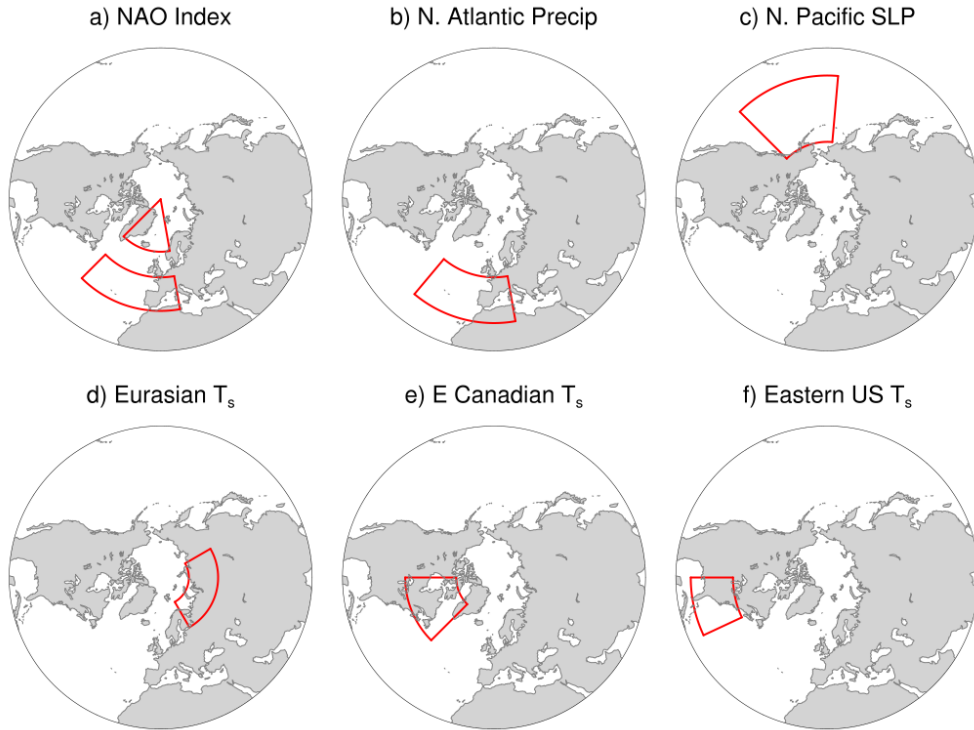 a) NAO Index
b) N. Atlantic Precip
c) N. Pacific SLP
d) Eurasian Ts
e) E Canadian Ts
f) Eastern US Ts